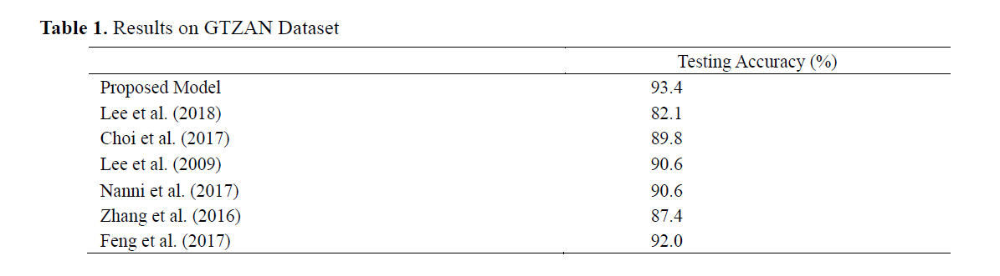 Table 1. Results on GTZAN Dataset
Testing Accuracy (%)
Proposed Model 93.4
Lee et al. (2018) 82.1
Choi et al. (2017) 89.8
Lee et al. (2009) 90.6
Nanni et al. (2017) 90.6
Zhang et al. (2016) 87.4
Feng et al. (2017) 92.0